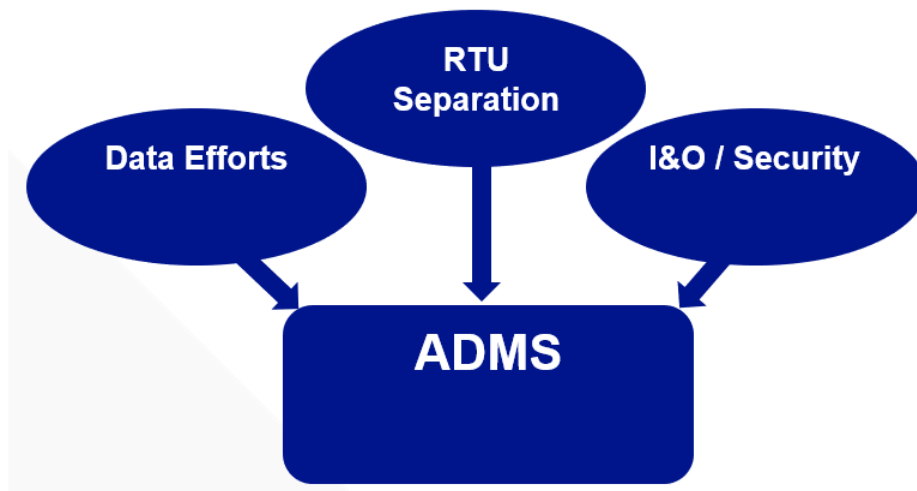 RTU
Separation
Data Efforts
I&O / Security
ADMS